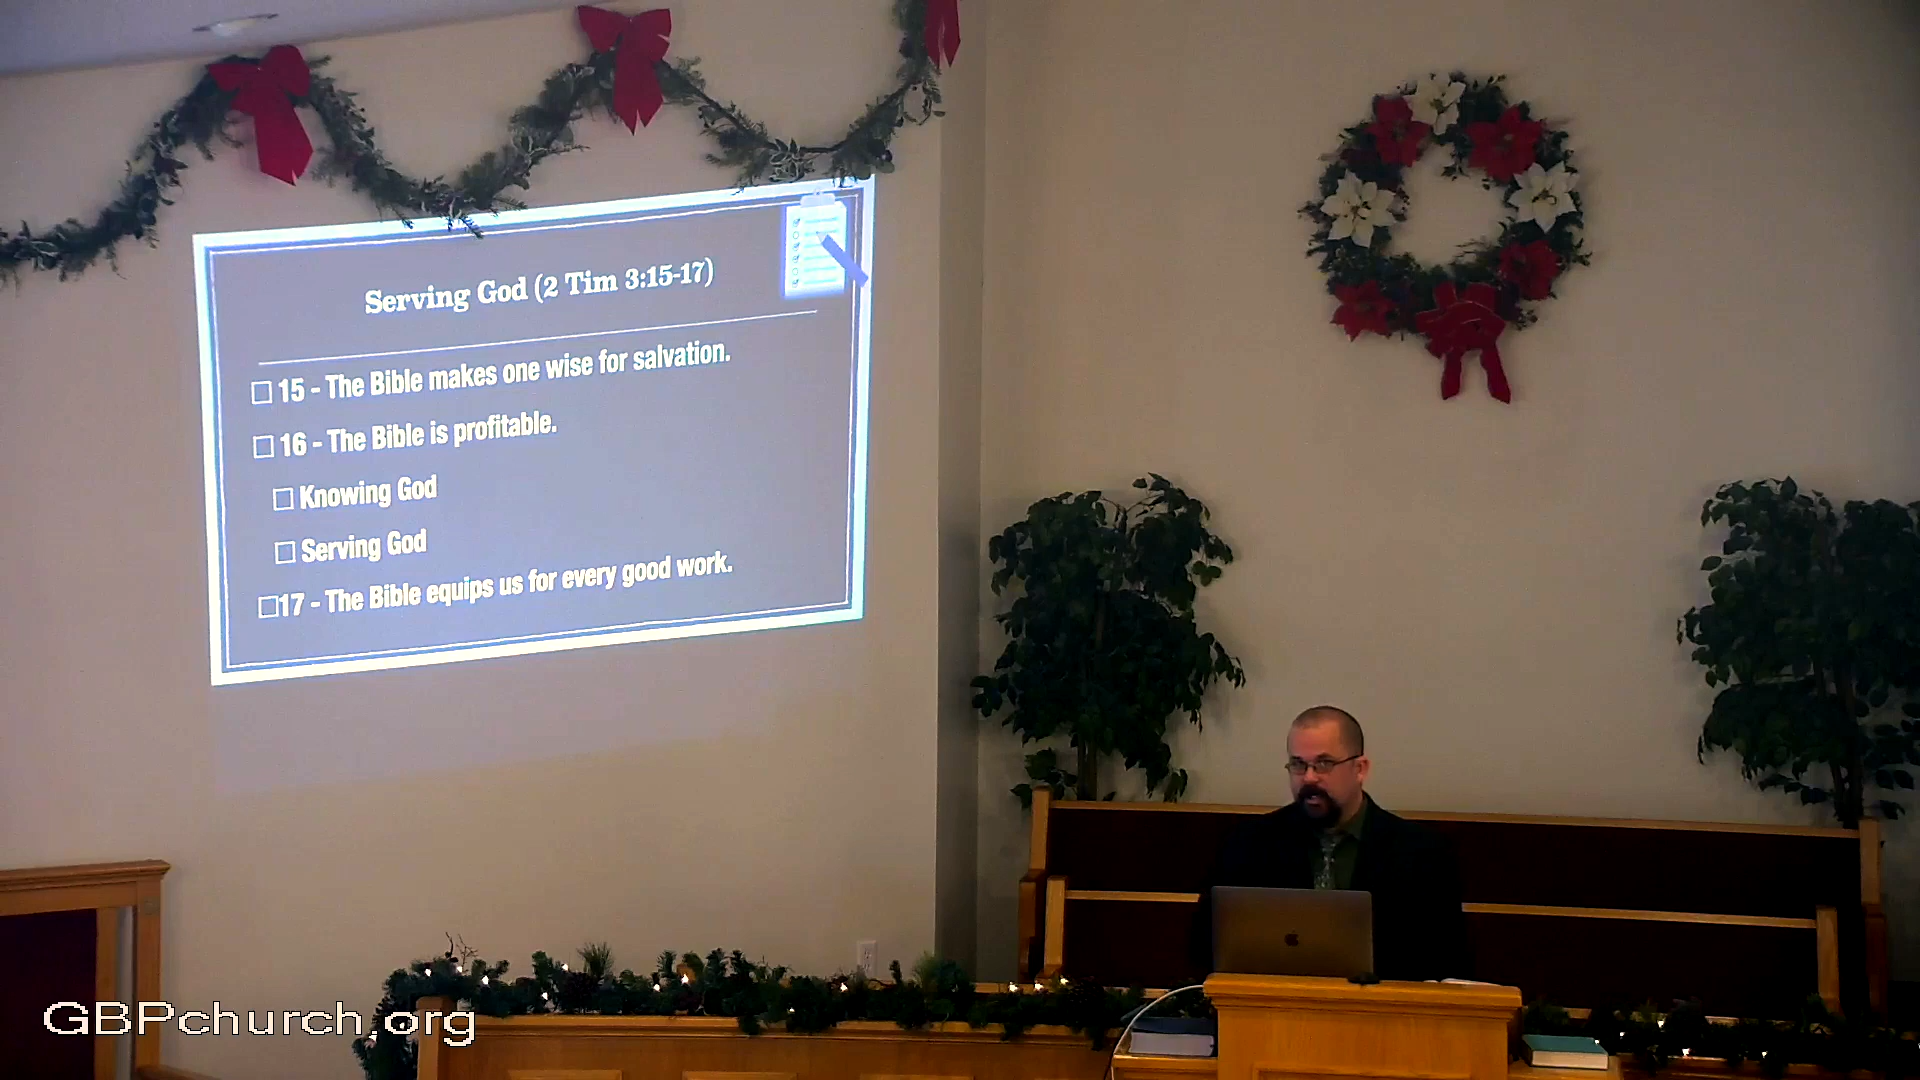 Serving God (2 Tim 3:15-17)
☐ 15 - The Bible makes one wise for salvation.
☐ 16 - The Bible is profitable.
☐ Knowing God
☐ Serving God
☐17 - The Bible equips us for every good work.
GBPchurch.org